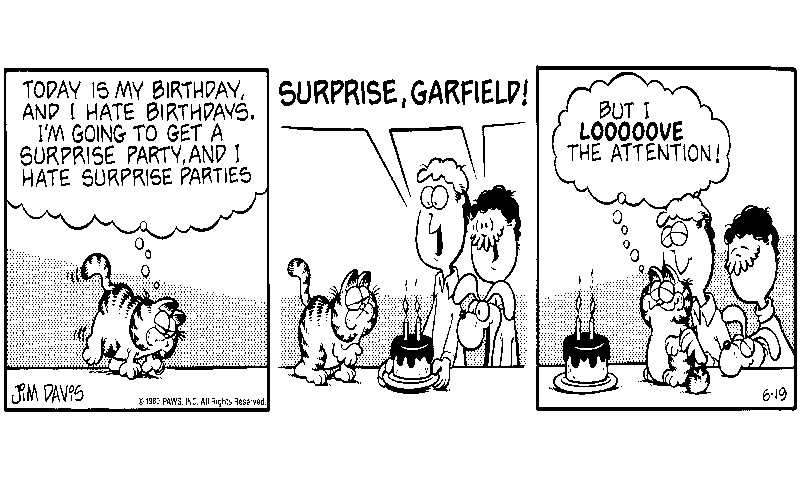 TODAY IS MY BIRTHDAY,
AND I HATE BIRTHDAYS.
I'M GOING TO GET A
SURPRISE PARTY, AND I
HATE SURPRISE PARTIES
JIM DAVIS
PAWS, INC. All Rights Reserved.
SURPRISE, GARFIELD!
BUT I
LOOOOOVE
THE ATTENTION!
6-19